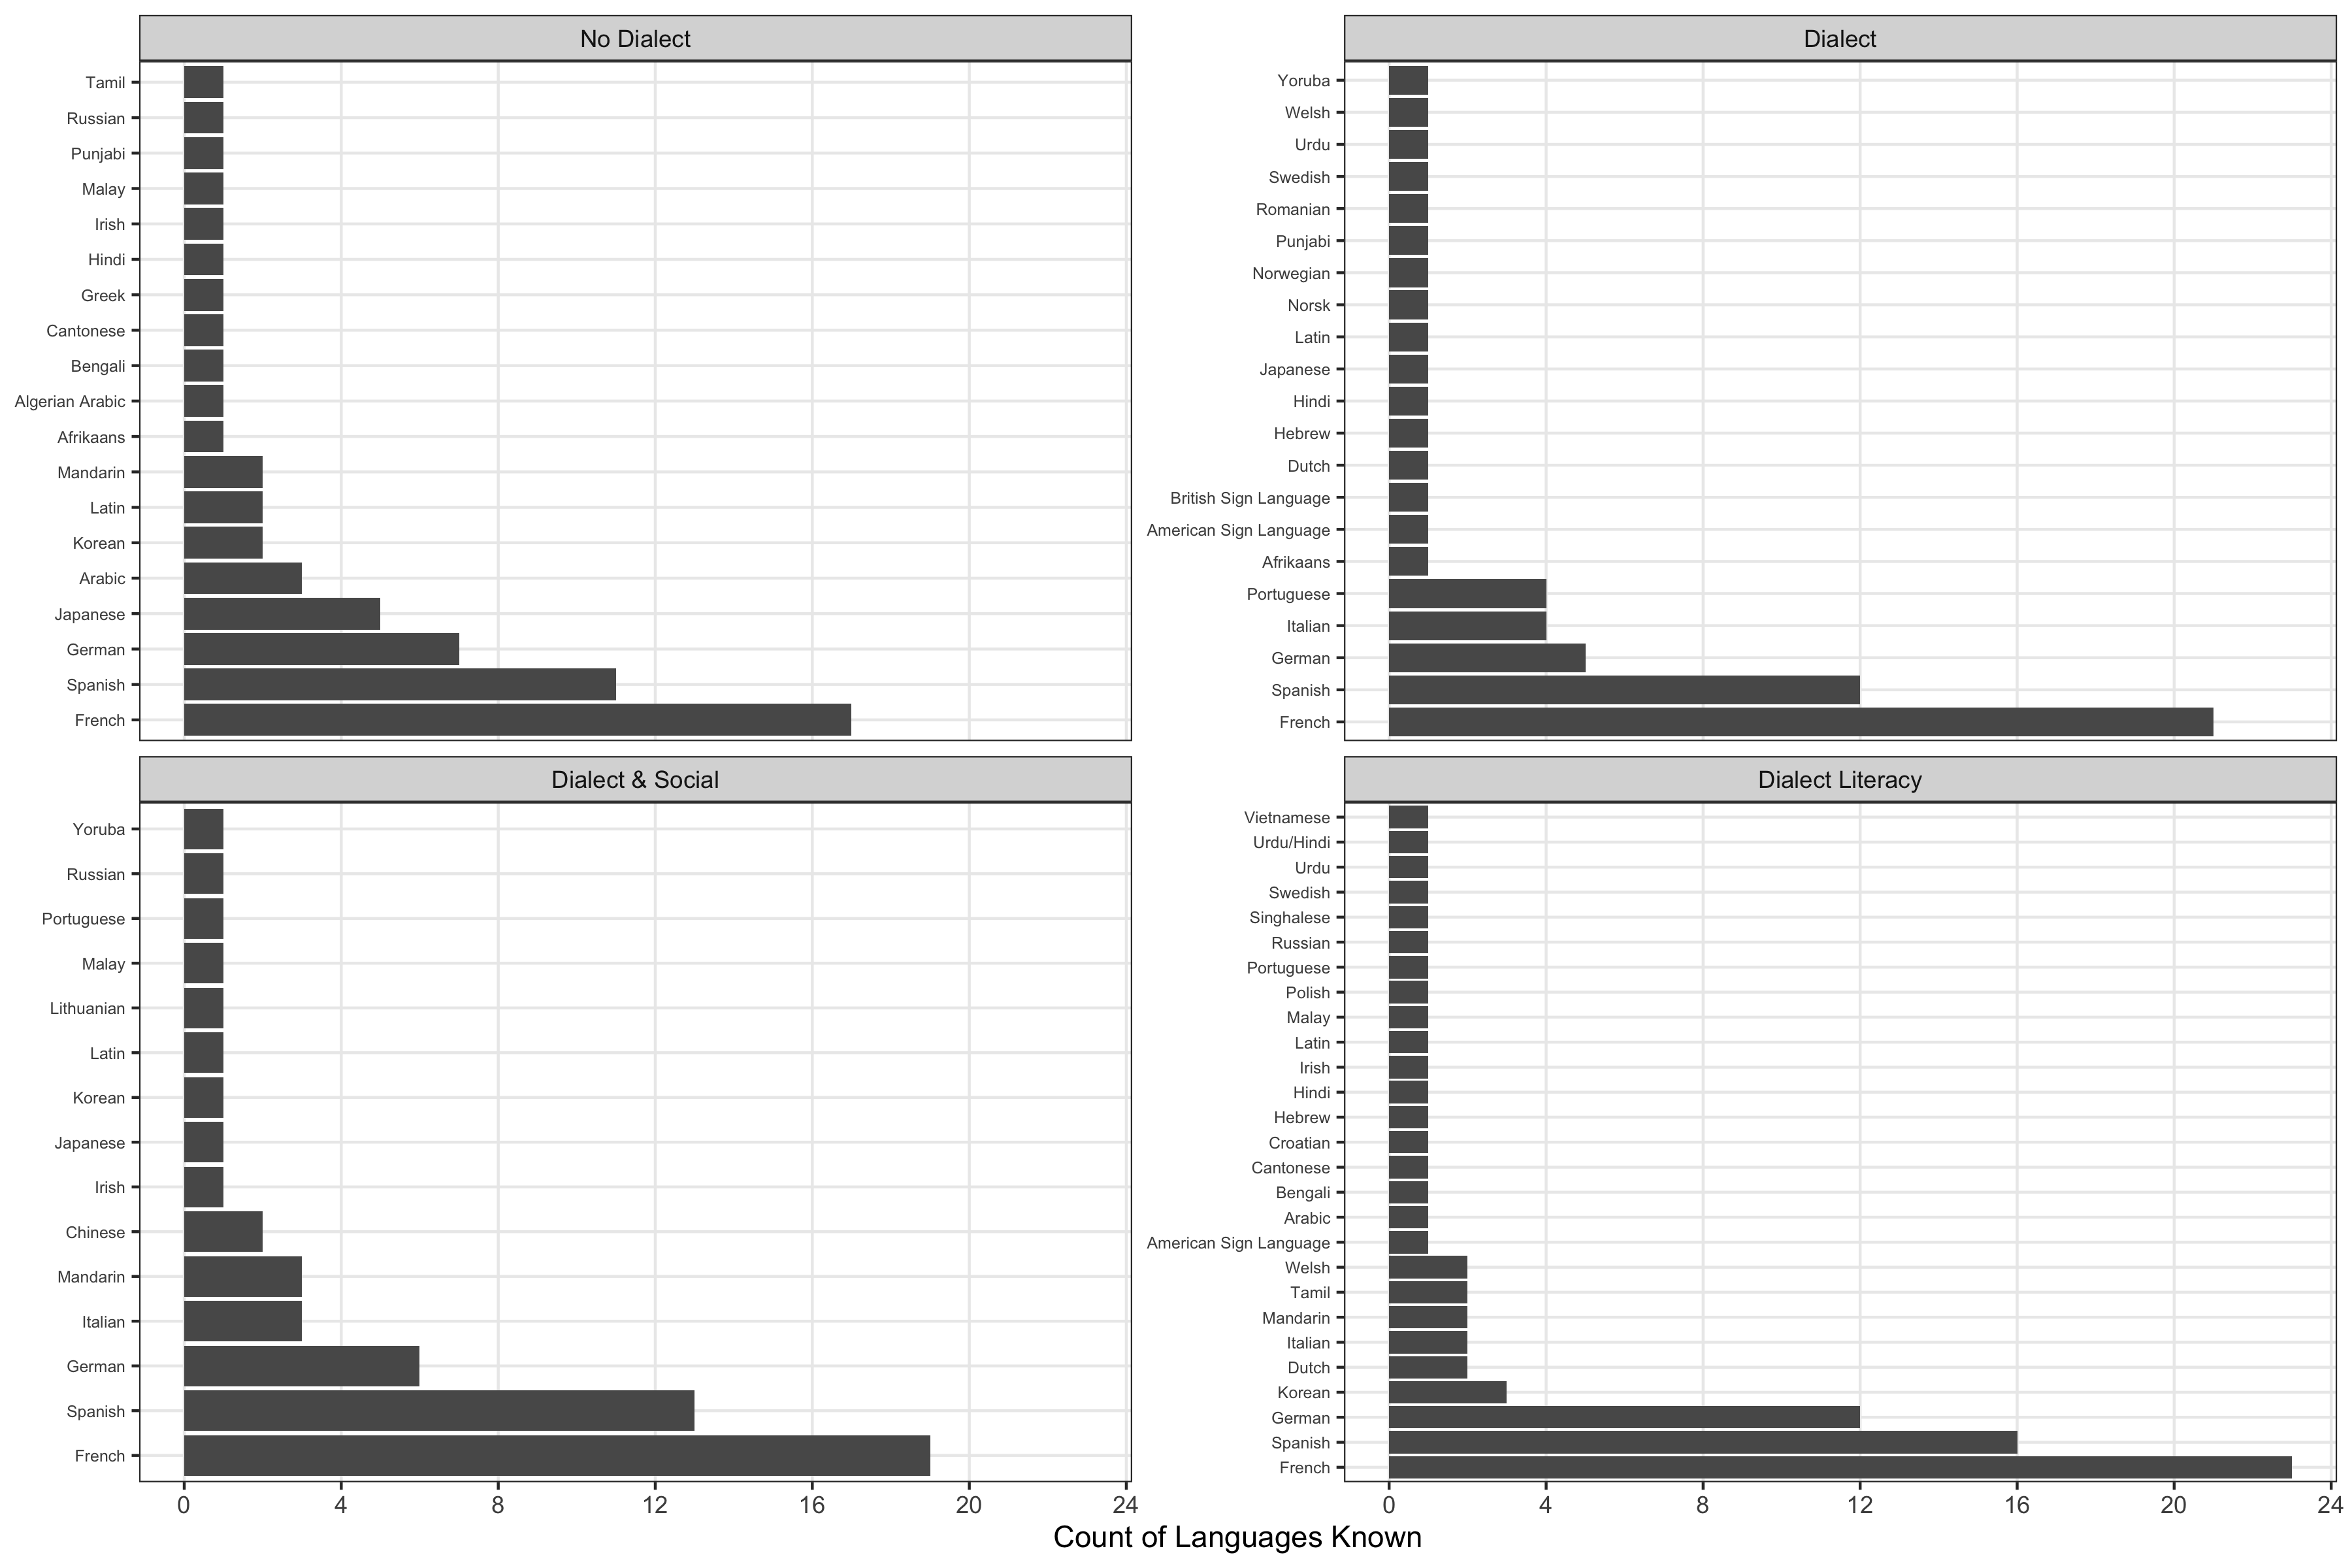 No Dialect
Tamil
Russian
Punjabi
Malay
Irish
Hindi
Greek
Cantonese
Bengali
Algerian Arabic
Afrikaans
Mandarin
Latin
Korean
Arabic
Japanese
German
Spanish
French
Dialect
Yoruba
Welsh
Urdu
Swedish
Romanian
Punjabi
Norwegian
Norsk
Latin
Japanese
Hindi
Hebrew
Dutch
British Sign Language
American Sign Language
Afrikaans
Portuguese
Italian
German
Spanish
French
Dialect & Social
Yoruba
Russian
Portuguese
Malay
Lithuanian
Latin
Korean
Japanese
Irish
Chinese
Mandarin
Italian
German
Spanish
French
0 4 8 12 16 20 24
Dialect Literacy
Vietnamese
Urdu/Hindi
Urdu
Swedish
Singhalese
Russian
Portuguese
Polish
Malay
Latin
Irish
Hindi
Hebrew
Croatian
Cantonese
Bengali
Arabic
American Sign Language
Welsh
Tamil
Mandarin
Italian
Dutch
Korean
German
Spanish
French
0 4 8 12 16 20 24
Count of Languages Known